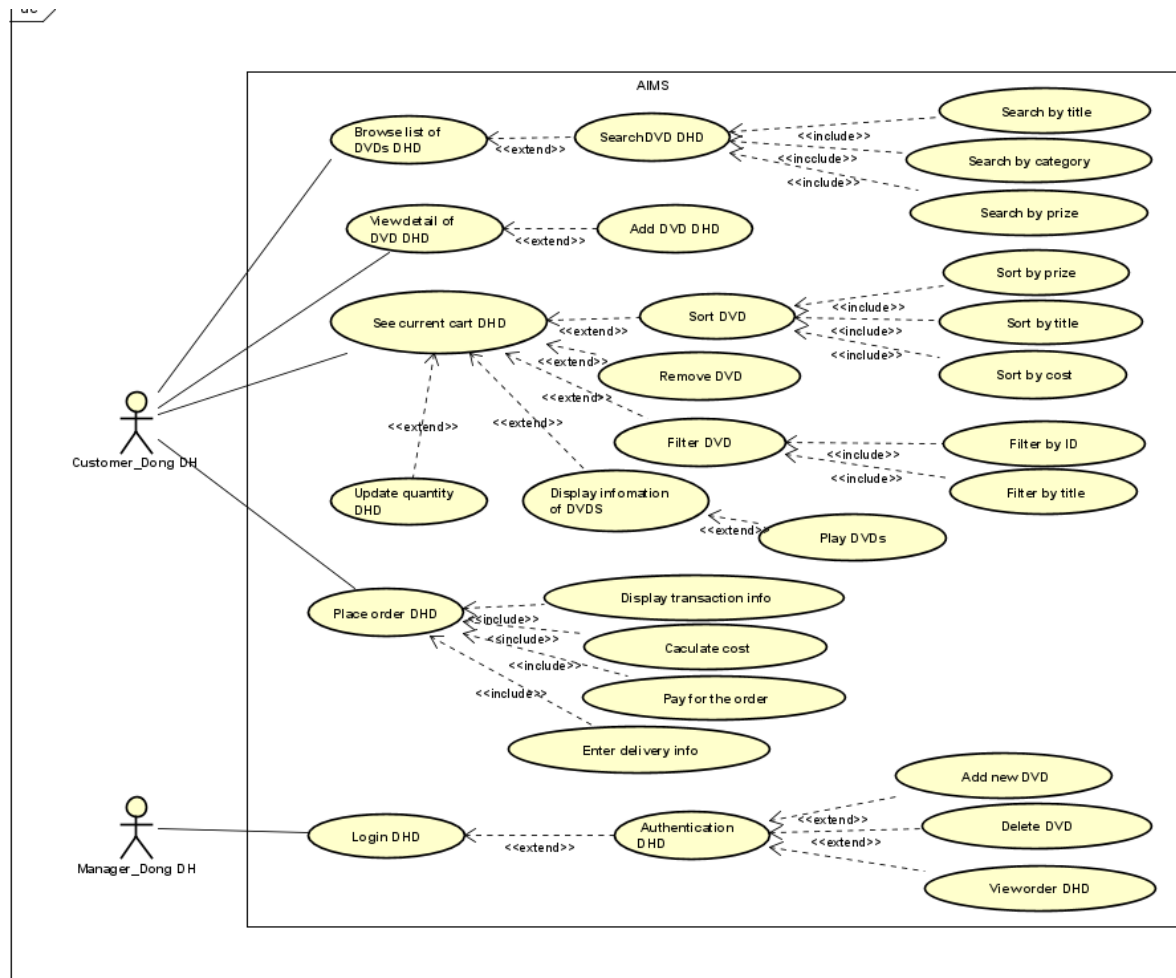 AIMS
Browse list of
DVDs DHD
<<extend>>
SearchDVD DHD
<<include>>
<<incclude>>
<<include>>
Search by title
Search by category
Search by prize
Viewdetail of
DVD DHD
<<extend>>
Add DVD DHD
See current cart DHD
<<extend>>
Sort DVD
<<include>>
<<include>>
<<include>>
Sort by prize
Sort by title
Sort by cost
<<extend>>
Remove DVD
<<extend>>
Filter DVD
<<include>>
<<include>>
Filter by ID
Filter by title
<<extend>>
<<extend>>
Customer_Dong DH
Update quantity
DHD
Display infomation
of DVDS
<<extend>>
Play DVDs
Place order DHD
<<include>>
<<include>>
<<include>>
<<include>>
Display transaction info
Caculate cost
Pay for the order
Enter delivery info
Manager_Dong DH
Login DHD
<<extend>>
Authentication
DHD
<<extend>>
<<extend>>
Add new DVD
Delete DVD
Vieworder DHD